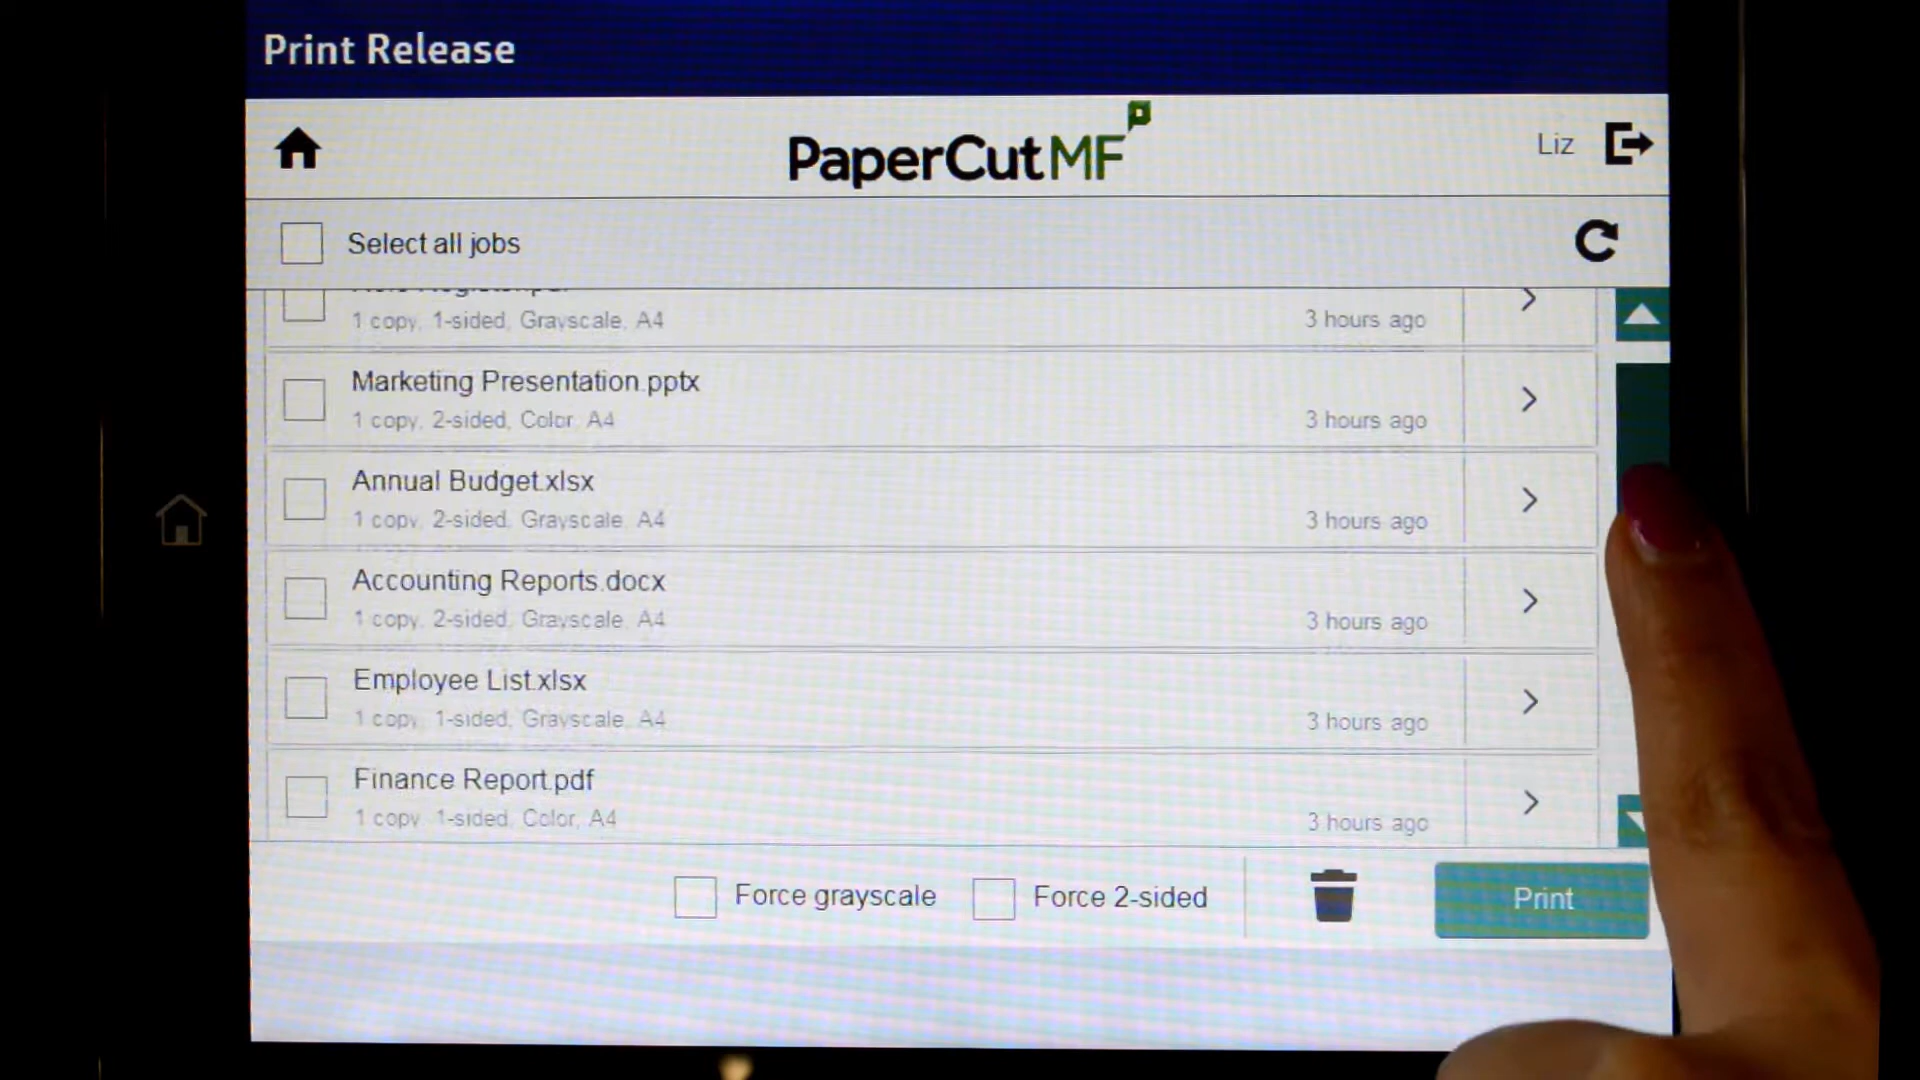 Print Release
PaperCut MF
Liz
Select all jobs
1 copy, 1-sided, Grayscale, A4
3 hours ago
Marketing Presentation.pptx
1 copy, 2-sided, Color, A4
3 hours ago
Annual Budget.xlsx
1 copy, 2-sided, Grayscale, A4
3 hours ago
Accounting Reports.docx
1 copy, 2-sided, Grayscale, A4
3 hours ago
Employee List.xlsx
1 copy, 1-sided, Grayscale, A4
3 hours ago
Finance Report.pdf
1 copy, 1-sided, Color, A4
3 hours ago
Force grayscale
Force 2-sided
Print